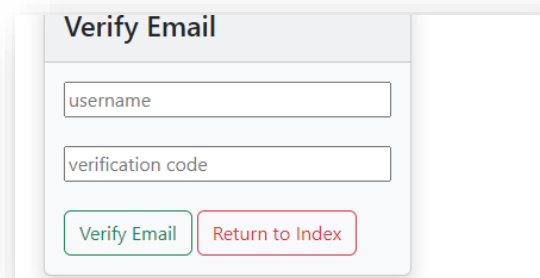 Verify Email
username
verification code
Verify Email Return to Index